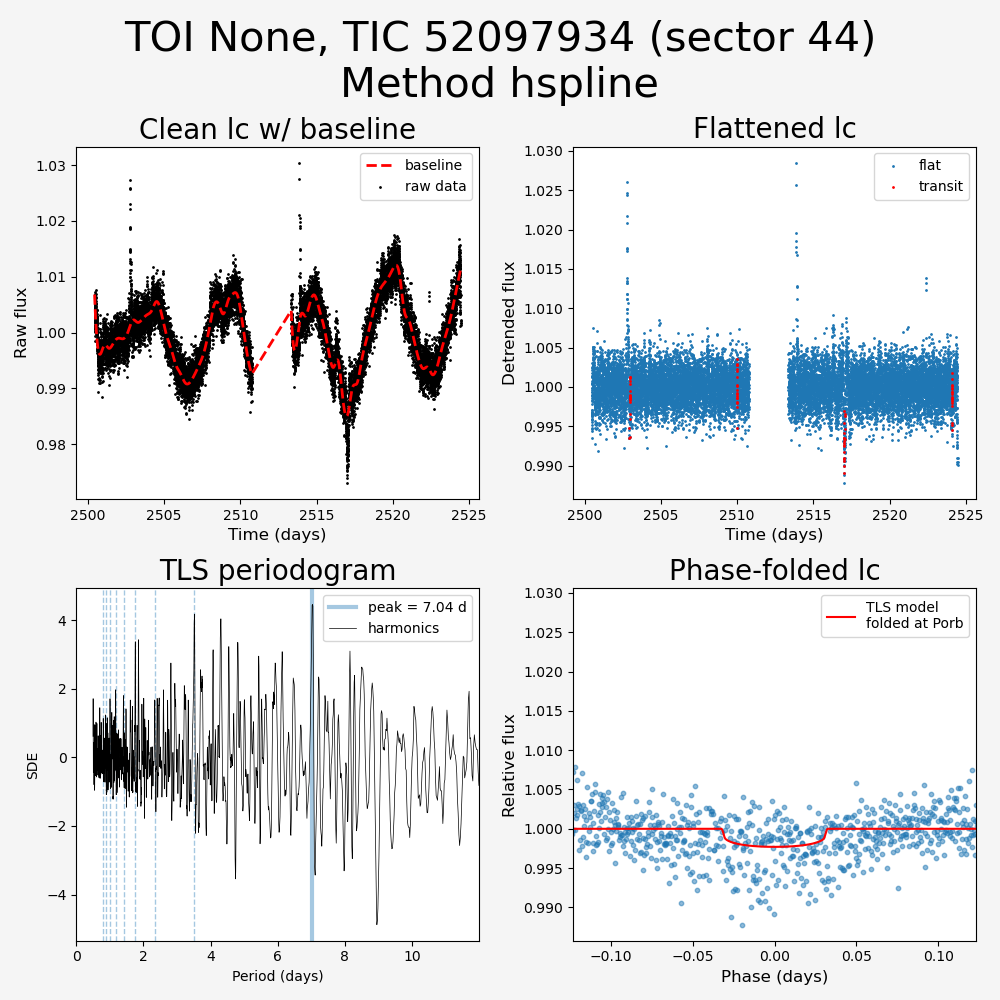 TOI None, TIC 52097934 (sector 44)
Method hspline
Clean lc w/ baseline
Raw flux
1.03
1.02
1.01
1.00
0.99
0.98
baseline
raw data
2500
2505
2510
2515
2520
2525
Time (days)
Flattened lc
Detrended flux
1.030
1.025
1.020
1.015
1.010
1.005
1.000
0.995
0.990
flat
transit
2500
2505
2510
2515
2520
2525
Time (days)
TLS periodogram
SDE
4
2
0
−2
−4
peak = 7.04 d
harmonics
0
2
4
6
8
10
Period (days)
Phase-folded lc
Relative flux
1.030
1.025
1.020
1.015
1.010
1.005
1.000
0.995
0.990
TLS model
folded at Porb
−0.10
−0.05
0.00
0.05
0.10
Phase (days)